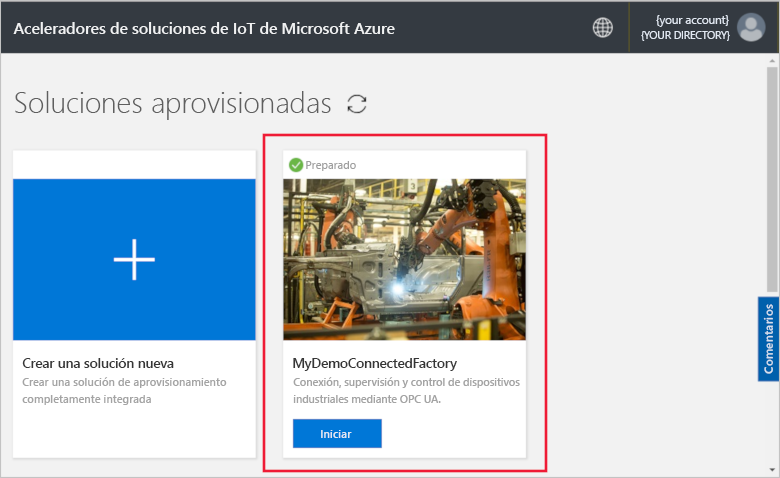 Aceleradores de soluciones de IoT de Microsoft Azure
{your account}
{YOUR DIRECTORY}
Soluciones aprovisionadas
Preparado
Crear una solución nueva
Crear una solución de aprovisionamiento
completamente integrada
MyDemoConnectedFactory
Conexión, supervisión y control de dispositivos
industriales mediante OPC UA.
Iniciar
Comentarios